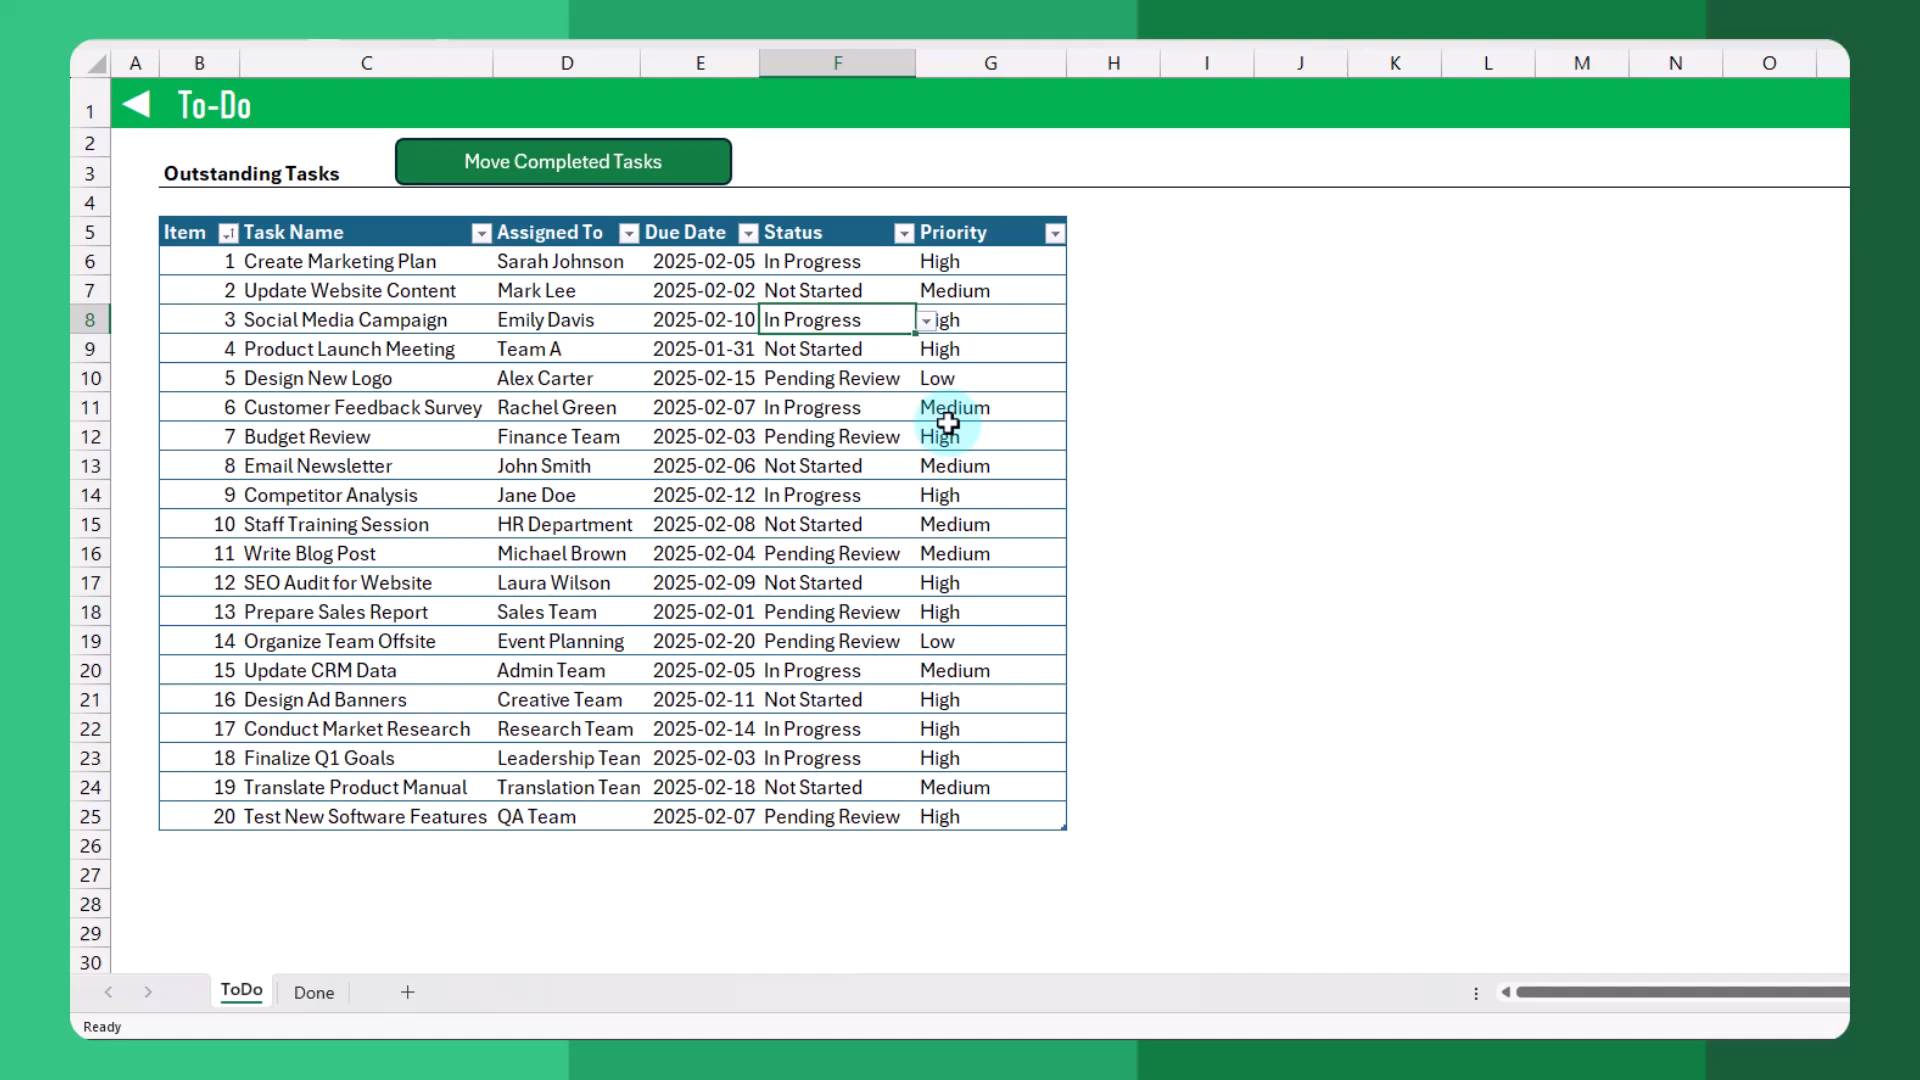 A B C D E F G H I J K L M N O
1 To-Do
2 Move Completed Tasks
3 Outstanding Tasks
4
5 Item Task Name Assigned To Due Date Status Priority
6 1 Create Marketing Plan Sarah Johnson 2025-02-05 In Progress High
7 2 Update Website Content Mark Lee 2025-02-02 Not Started Medium
8 3 Social Media Campaign Emily Davis 2025-02-10 In Progress igh
9 4 Product Launch Meeting Team A 2025-01-31 Not Started High
10 5 Design New Logo Alex Carter 2025-02-15 Pending Review Low
11 6 Customer Feedback Survey Rachel Green 2025-02-07 In Progress Medium
12 7 Budget Review Finance Team 2025-02-03 Pending Review High
13 8 Email Newsletter John Smith 2025-02-06 Not Started Medium
14 9 Competitor Analysis Jane Doe 2025-02-12 In Progress High
15 10 Staff Training Session HR Department 2025-02-08 Not Started Medium
16 11 Write Blog Post Michael Brown 2025-02-04 Pending Review Medium
17 12 SEO Audit for Website Laura Wilson 2025-02-09 Not Started High
18 13 Prepare Sales Report Sales Team 2025-02-01 Pending Review High
19 14 Organize Team Offsite Event Planning 2025-02-20 Pending Review Low
20 15 Update CRM Data Admin Team 2025-02-05 In Progress Medium
21 16 Design Ad Banners Creative Team 2025-02-11 Not Started High
22 17 Conduct Market Research Research Team 2025-02-14 In Progress High
23 18 Finalize Q1 Goals Leadership Tean 2025-02-03 In Progress High
24 19 Translate Product Manual Translation Tean 2025-02-18 Not Started Medium
25 20 Test New Software Features QA Team 2025-02-07 Pending Review High
26
27
28
29
30
ToDo Done +
Ready